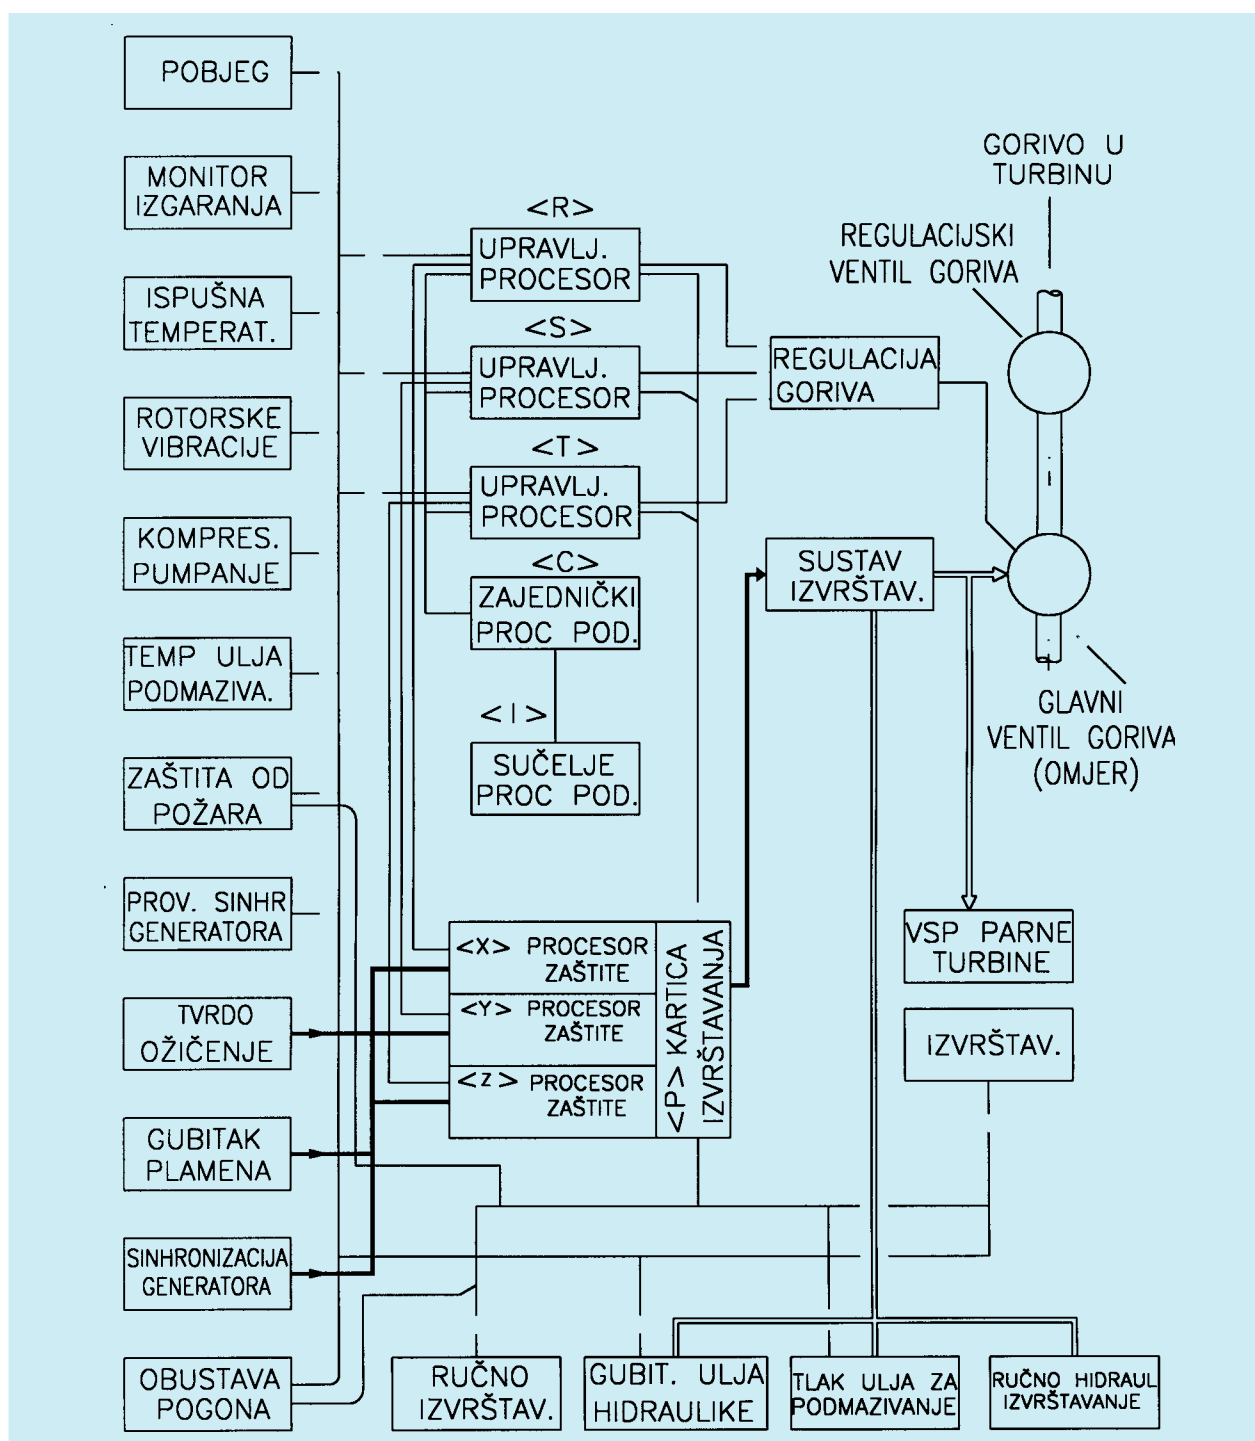 POBJEG
MONITOR
IZGARANJA
ISPUŠNA
TEMPERAT.
ROTORSKE
VIBRACIJE
KOMPRES.
PUMPANJE
TEMP ULJA
PODMAZIVA.
ZAŠTITA OD
POŽARA
PROV. SINHR
GENERATORA
TVRDO
OŽIČENJE
GUBITAK
PLAMENA
SINHRONIZACIJA
GENERATORA
OBUSTAVA
POGONA
<R>
UPRAVLJ.
PROCESOR
<S>
UPRAVLJ.
PROCESOR
<T>
UPRAVLJ.
PROCESOR
<C>
ZAJEDNIČKI
PROC POD.
<I>
SUČELJE
PROC POD.
<X> PROCESOR
ZAŠTITE
<Y> PROCESOR
ZAŠTITE
<Z> PROCESOR
ZAŠTITE
<P> KARTICA
IZVRŠTAVANJA
REGULACIJA
GORIVA
SUSTAV
IZVRŠTAV.
GORIVO U
TURBINU
REGULACIJSKI
VENTIL GORIVA
GLAVNI
VENTIL GORIVA
(OMJER)
VSP PARNE
TURBINE
IZVRŠTAV.
RUČNO
IZVRŠTAV.
GUBIT. ULJA
HIDRAULIKE
TLAK ULJA ZA
PODMAZIVANJE
RUČNO HIDRAUL
IZVRŠTAVANJE